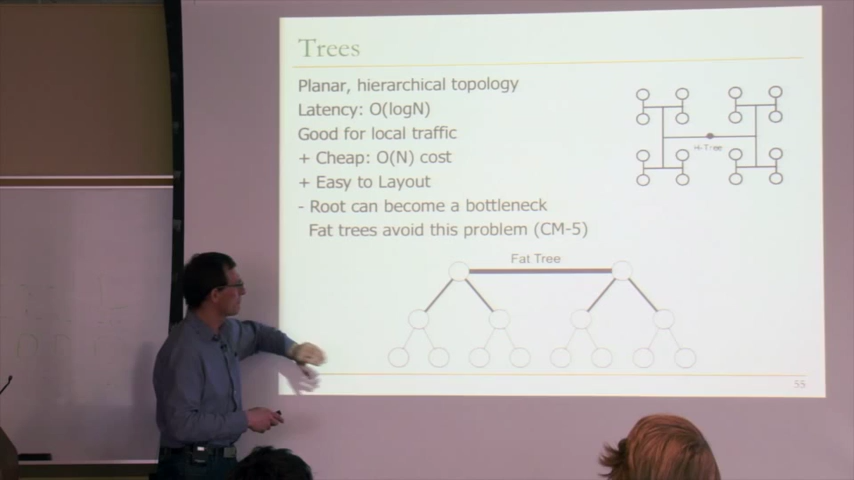 Trees
Planar, hierarchical topology
Latency: O(logN)
Good for local traffic
+ Cheap: O(N) cost
+ Easy to Layout
- Root can become a bottleneck
Fat trees avoid this problem (CM-5)
H-Tree
Fat Tree
55